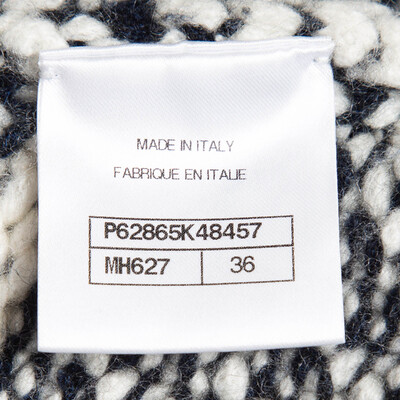 MADE IN ITALY
FABRIQUE EN ITALIE
P62865K48457
MH627 36